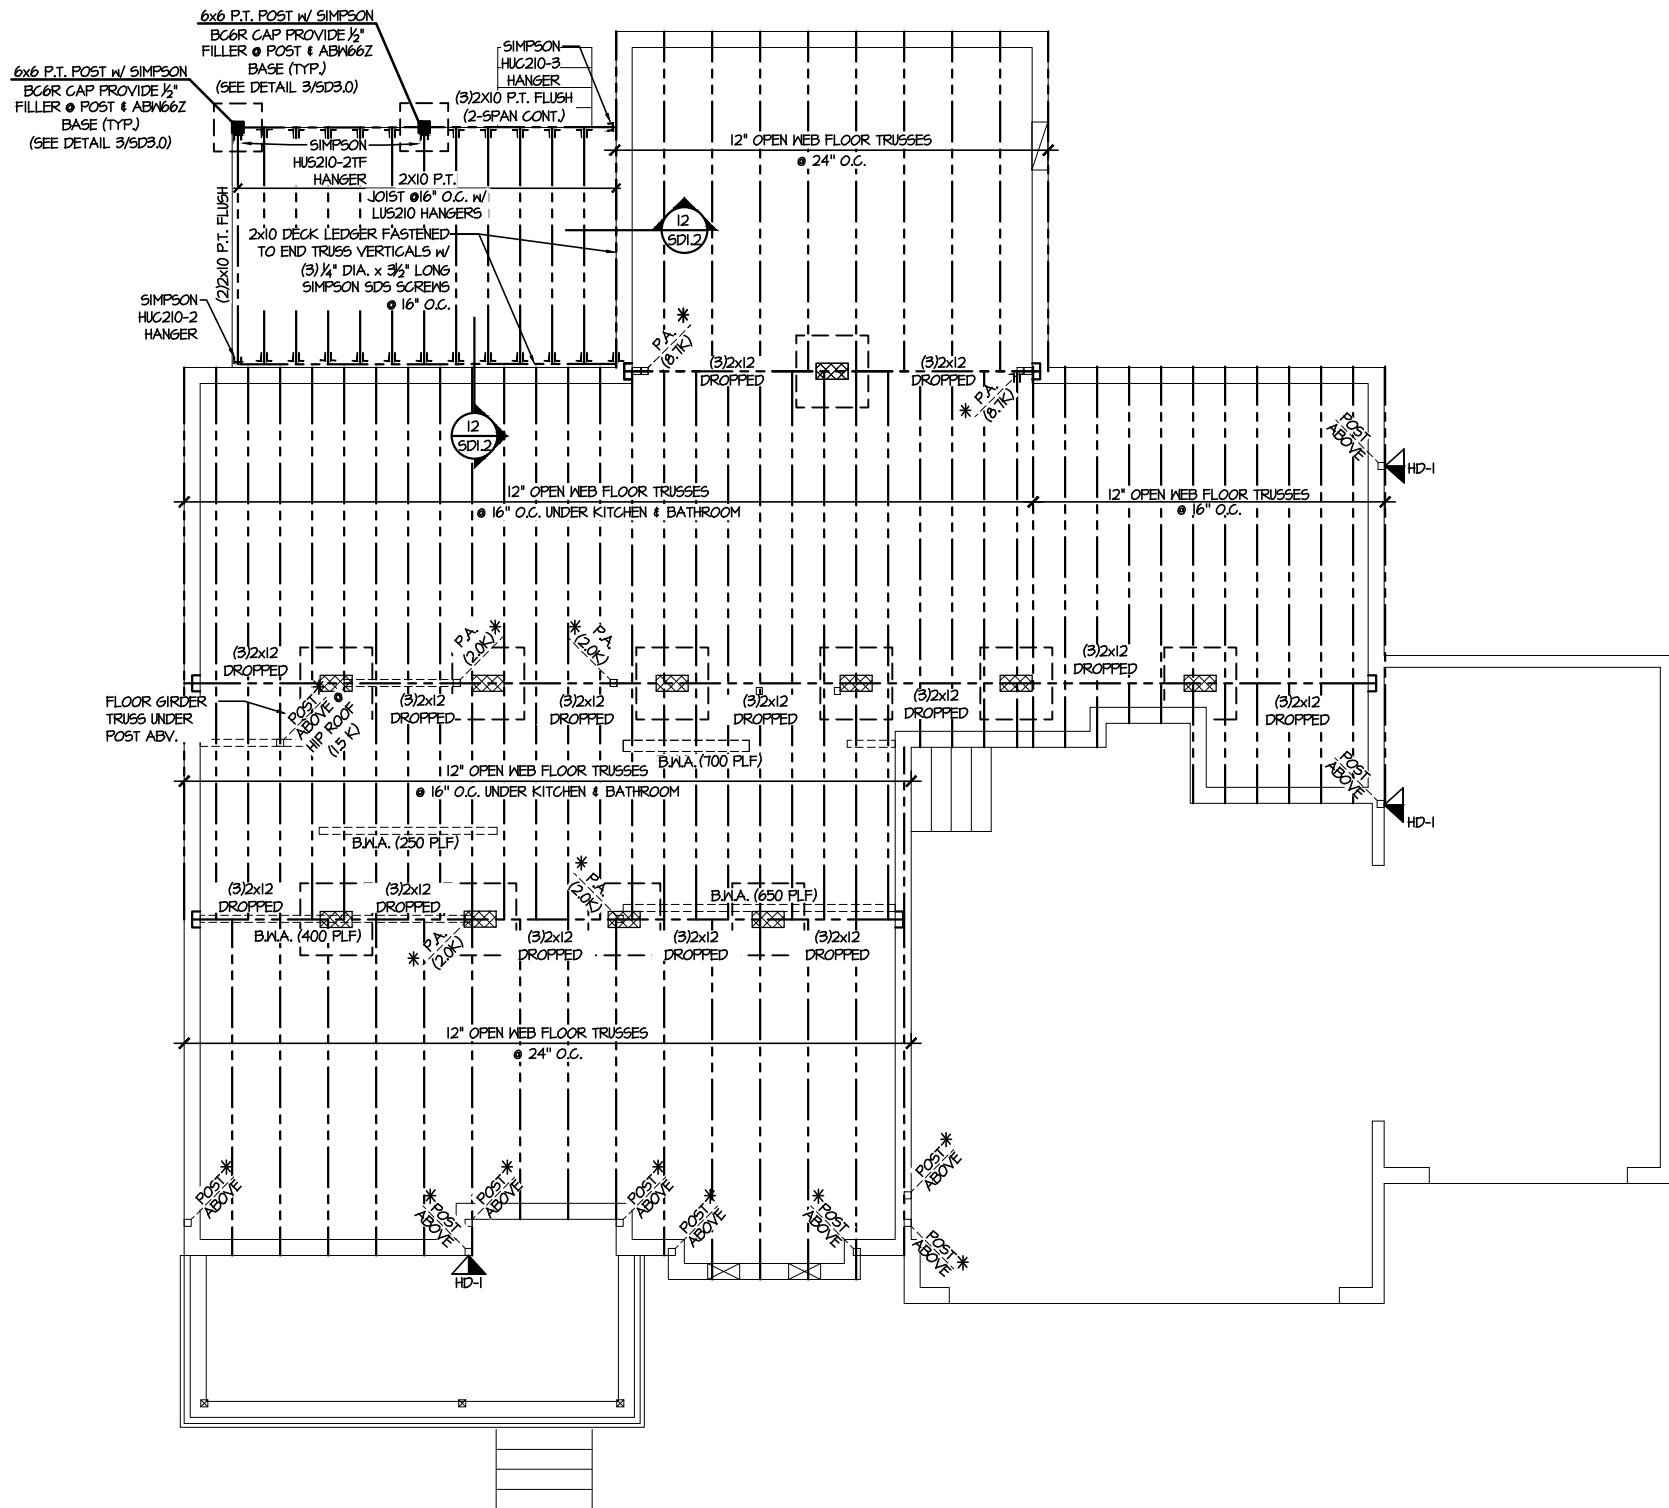 6x6 P.T. POST W/ SIMPSON
BC6R CAP PROVIDE 1/2"
FILLER @ POST & ABW66Z
BASE (TYP.)
(SEE DETAIL 3/SD3.0)
6x6 P.T. POST W/ SIMPSON
BC6R CAP PROVIDE 1/2"
FILLER @ POST & ABW66Z
BASE (TYP.)
(SEE DETAIL 3/SD3.0)
SIMPSON
HUC210-3
HANGER
(3)2X10 P.T. FLUSH
(2-SPAN CONT.)
SIMPSON
HUS210-2TF
HANGER
2X10 P.T.
JOIST @16" O.C. W/
LUS210 HANGERS
(2)2X10 P.T. FLUSH
2x10 DECK LEDGER FASTENED
TO END TRUSS VERTICALS W/
(3) 1/4" DIA. x 3 1/2" LONG
SIMPSON SDS SCREWS
@ 16" O.C.
SIMPSON
HUC210-2
HANGER
12" OPEN WEB FLOOR TRUSSES
@ 24" O.C.
12
SD1.2
P.A. *
(8.7K)
(3)2x12
DROPPED
(3)2x12
DROPPED
* P.A.
(8.7K)
12
SD1.2
POST
ABOVE
HD-1
12" OPEN WEB FLOOR TRUSSES
@ 16" O.C. UNDER KITCHEN & BATHROOM
12" OPEN WEB FLOOR TRUSSES
@ 16" O.C.
(3)2x12
DROPPED
P.A. *
(2.0K)
* P.A.
(2.0K)
(3)2x12
DROPPED
FLOOR GIRDER
TRUSS UNDER
POST ABV.
POST *
ABOVE @
HIP ROOF
(1.5 K)
(3)2x12
DROPPED
(3)2x12
DROPPED
(3)2x12
DROPPED
(3)2x12
DROPPED
(3)2x12
DROPPED
B.W.A. (700 PLF)
POST
ABOVE
HD-1
12" OPEN WEB FLOOR TRUSSES
@ 16" O.C. UNDER KITCHEN & BATHROOM
B.W.A. (250 PLF)
(3)2x12
DROPPED
(3)2x12
DROPPED
* P.A.
(2.0K)
B.W.A. (650 PLF)
B.W.A. (400 PLF)
* P.A.
(2.0K)
(3)2x12
DROPPED
(3)2x12
DROPPED
(3)2x12
DROPPED
12" OPEN WEB FLOOR TRUSSES
@ 24" O.C.
POST *
ABOVE
* POST
ABOVE
POST *
ABOVE
POST *
ABOVE
POST *
ABOVE
* POST
ABOVE
POST *
ABOVE
POST *
ABOVE
HD-1